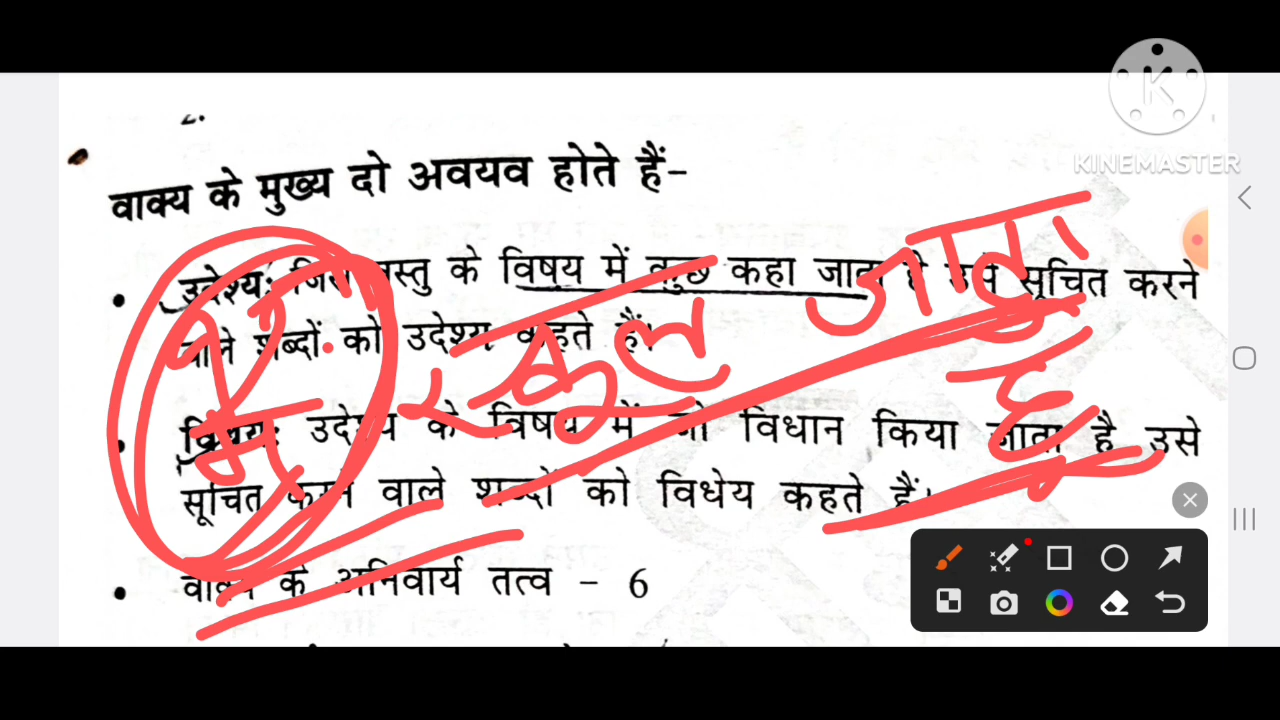 KINEMASTER
वाक्य के मुख्य दो अवयव होते हैं-
• उदेश्य: जिस वस्तु के विषय में कुछ कहा जाता है उसे सूचित करने
वाले शब्दों को उदेश्य कहते हैं।
• उदेश्य के विषय में जो विधान किया जाता है उसे
सूचित करने वाले शब्दों को विधेय कहते हैं।
• वाक्य के अनिवार्य तत्व - 6
स्कूल जाता है